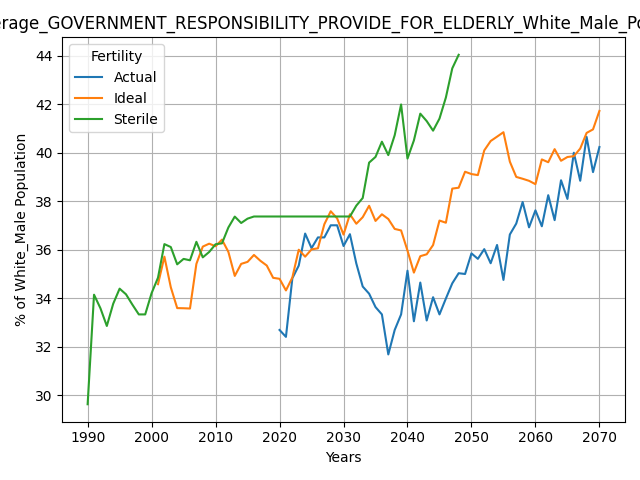 erage_GOVERNMENT_RESPONSIBILITY_PROVIDE_FOR_ELDERLY_White_Male_Po
Fertility
Actual
Ideal
Sterile
% of White_Male Population
44
42
40
38
36
34
32
30
1990
2000
2010
2020
2030
2040
2050
2060
2070
Years